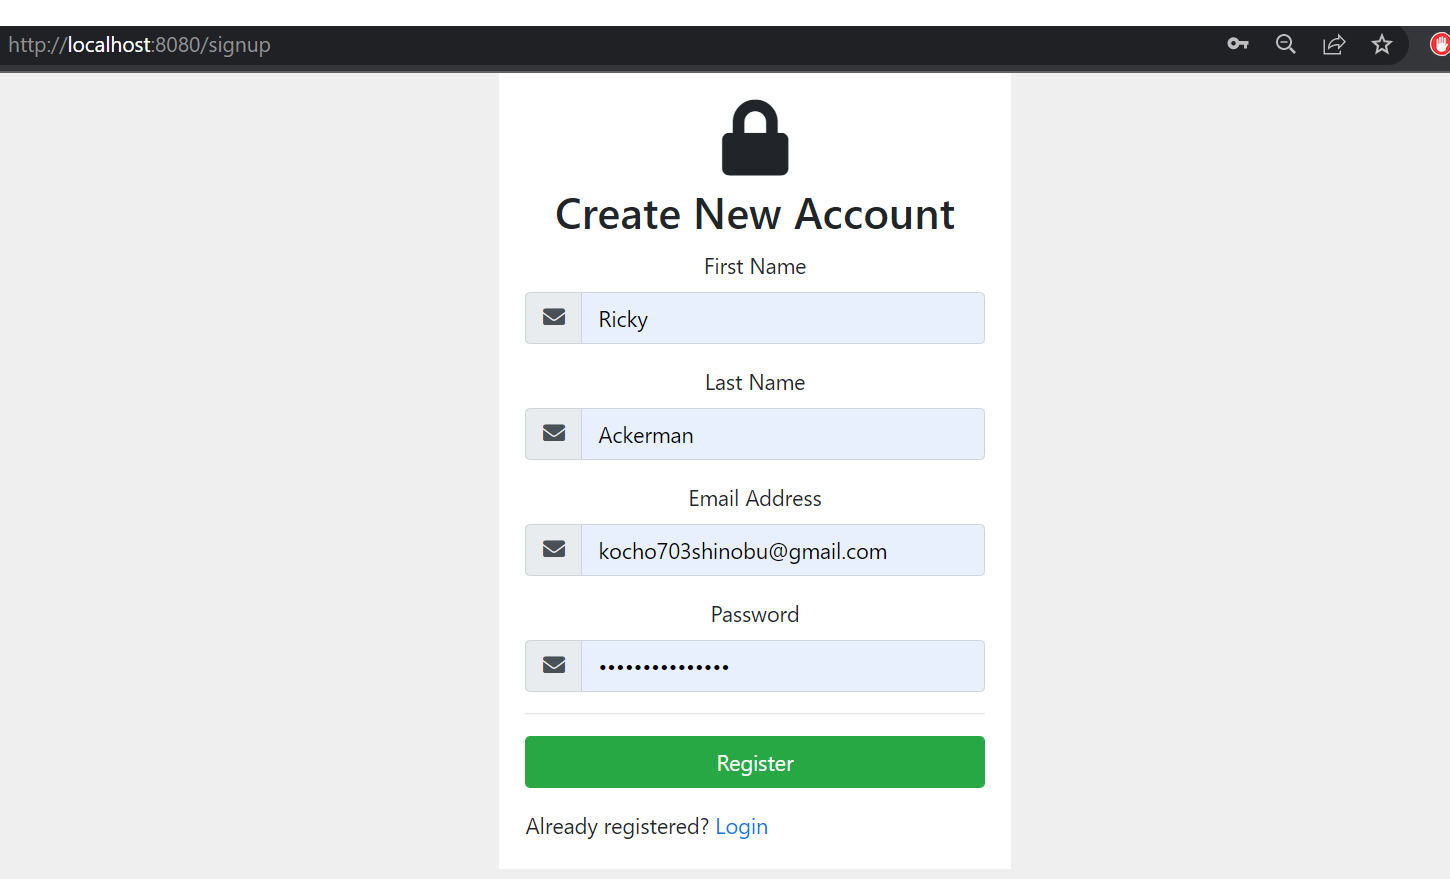 http://localhost:8080/signup
Create New Account
First Name
Ricky
Last Name
Ackerman
Email Address
kocho703shinobu@gmail.com
Password
•••••••••••••••
Register
Already registered? Login